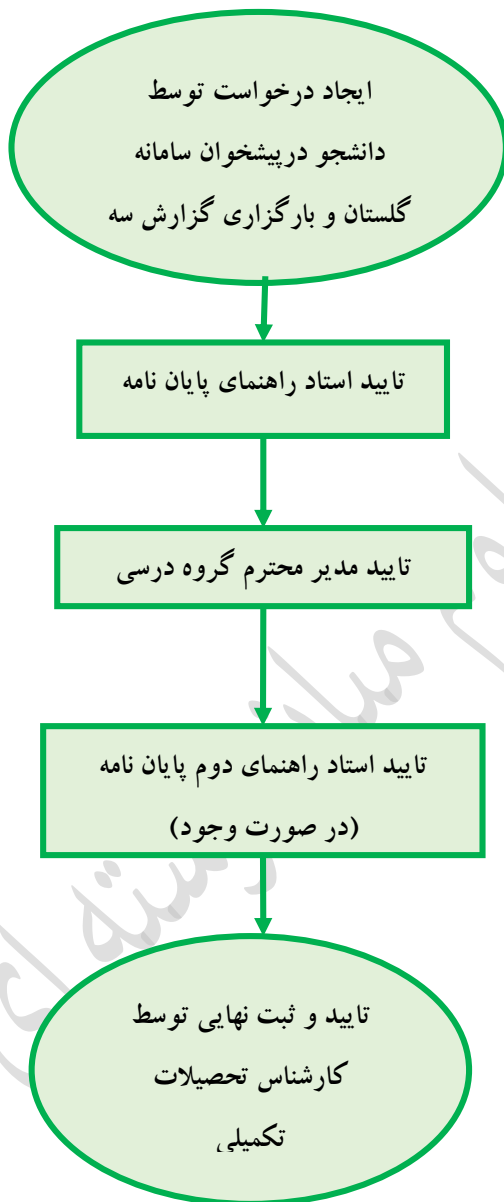 ایجاد درخواست توسط
دانشجو درپیشخوان سامانه
گلستان و بارگزاری گزارش سه
تایید استاد راهنمای پایان نامه
تایید مدیر محترم گروه درسی
تایید استاد راهنمای دوم پایان نامه
(در صورت وجود)
تایید و ثبت نهایی توسط
کارشناس تحصیلات
تکمیلی